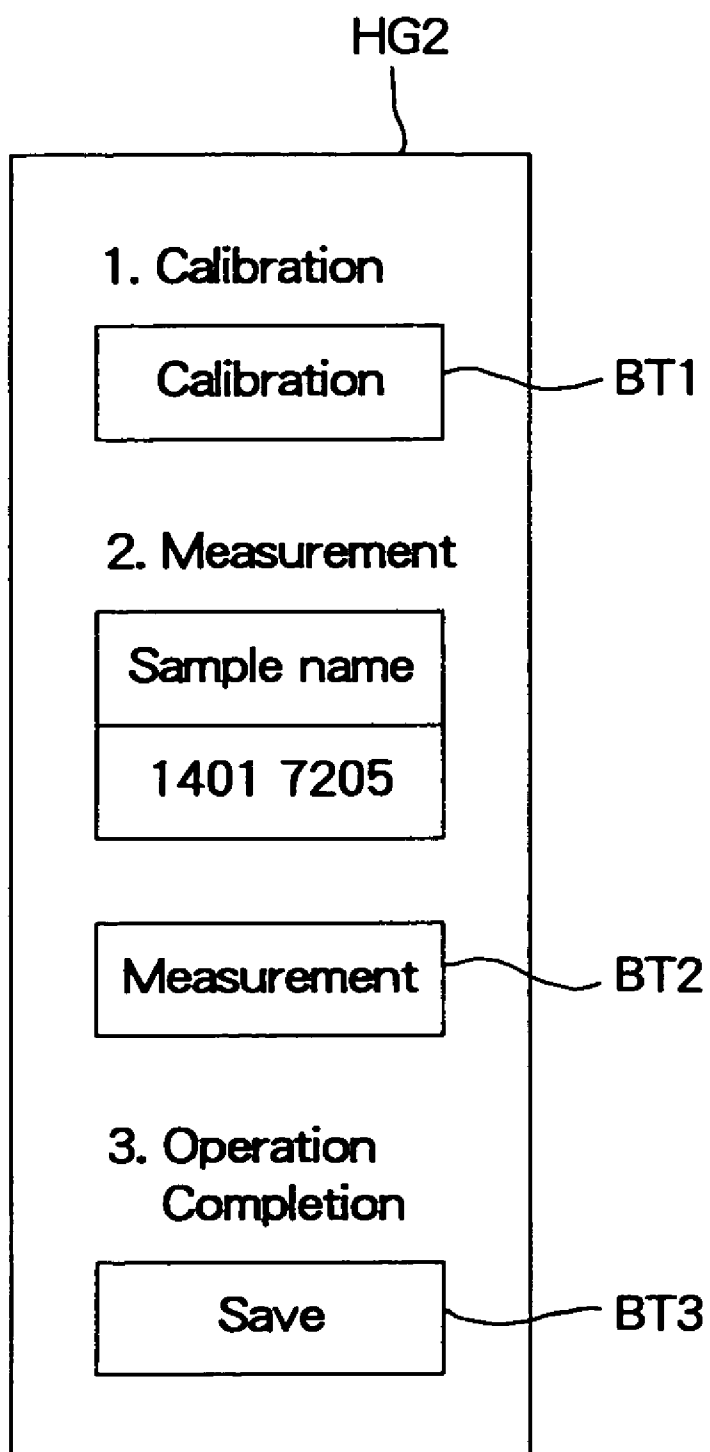 HG2
1. Calibration
Calibration
BT1
2. Measurement
Sample name
1401 7205
Measurement
BT2
3. Operation
Completion
Save
BT3